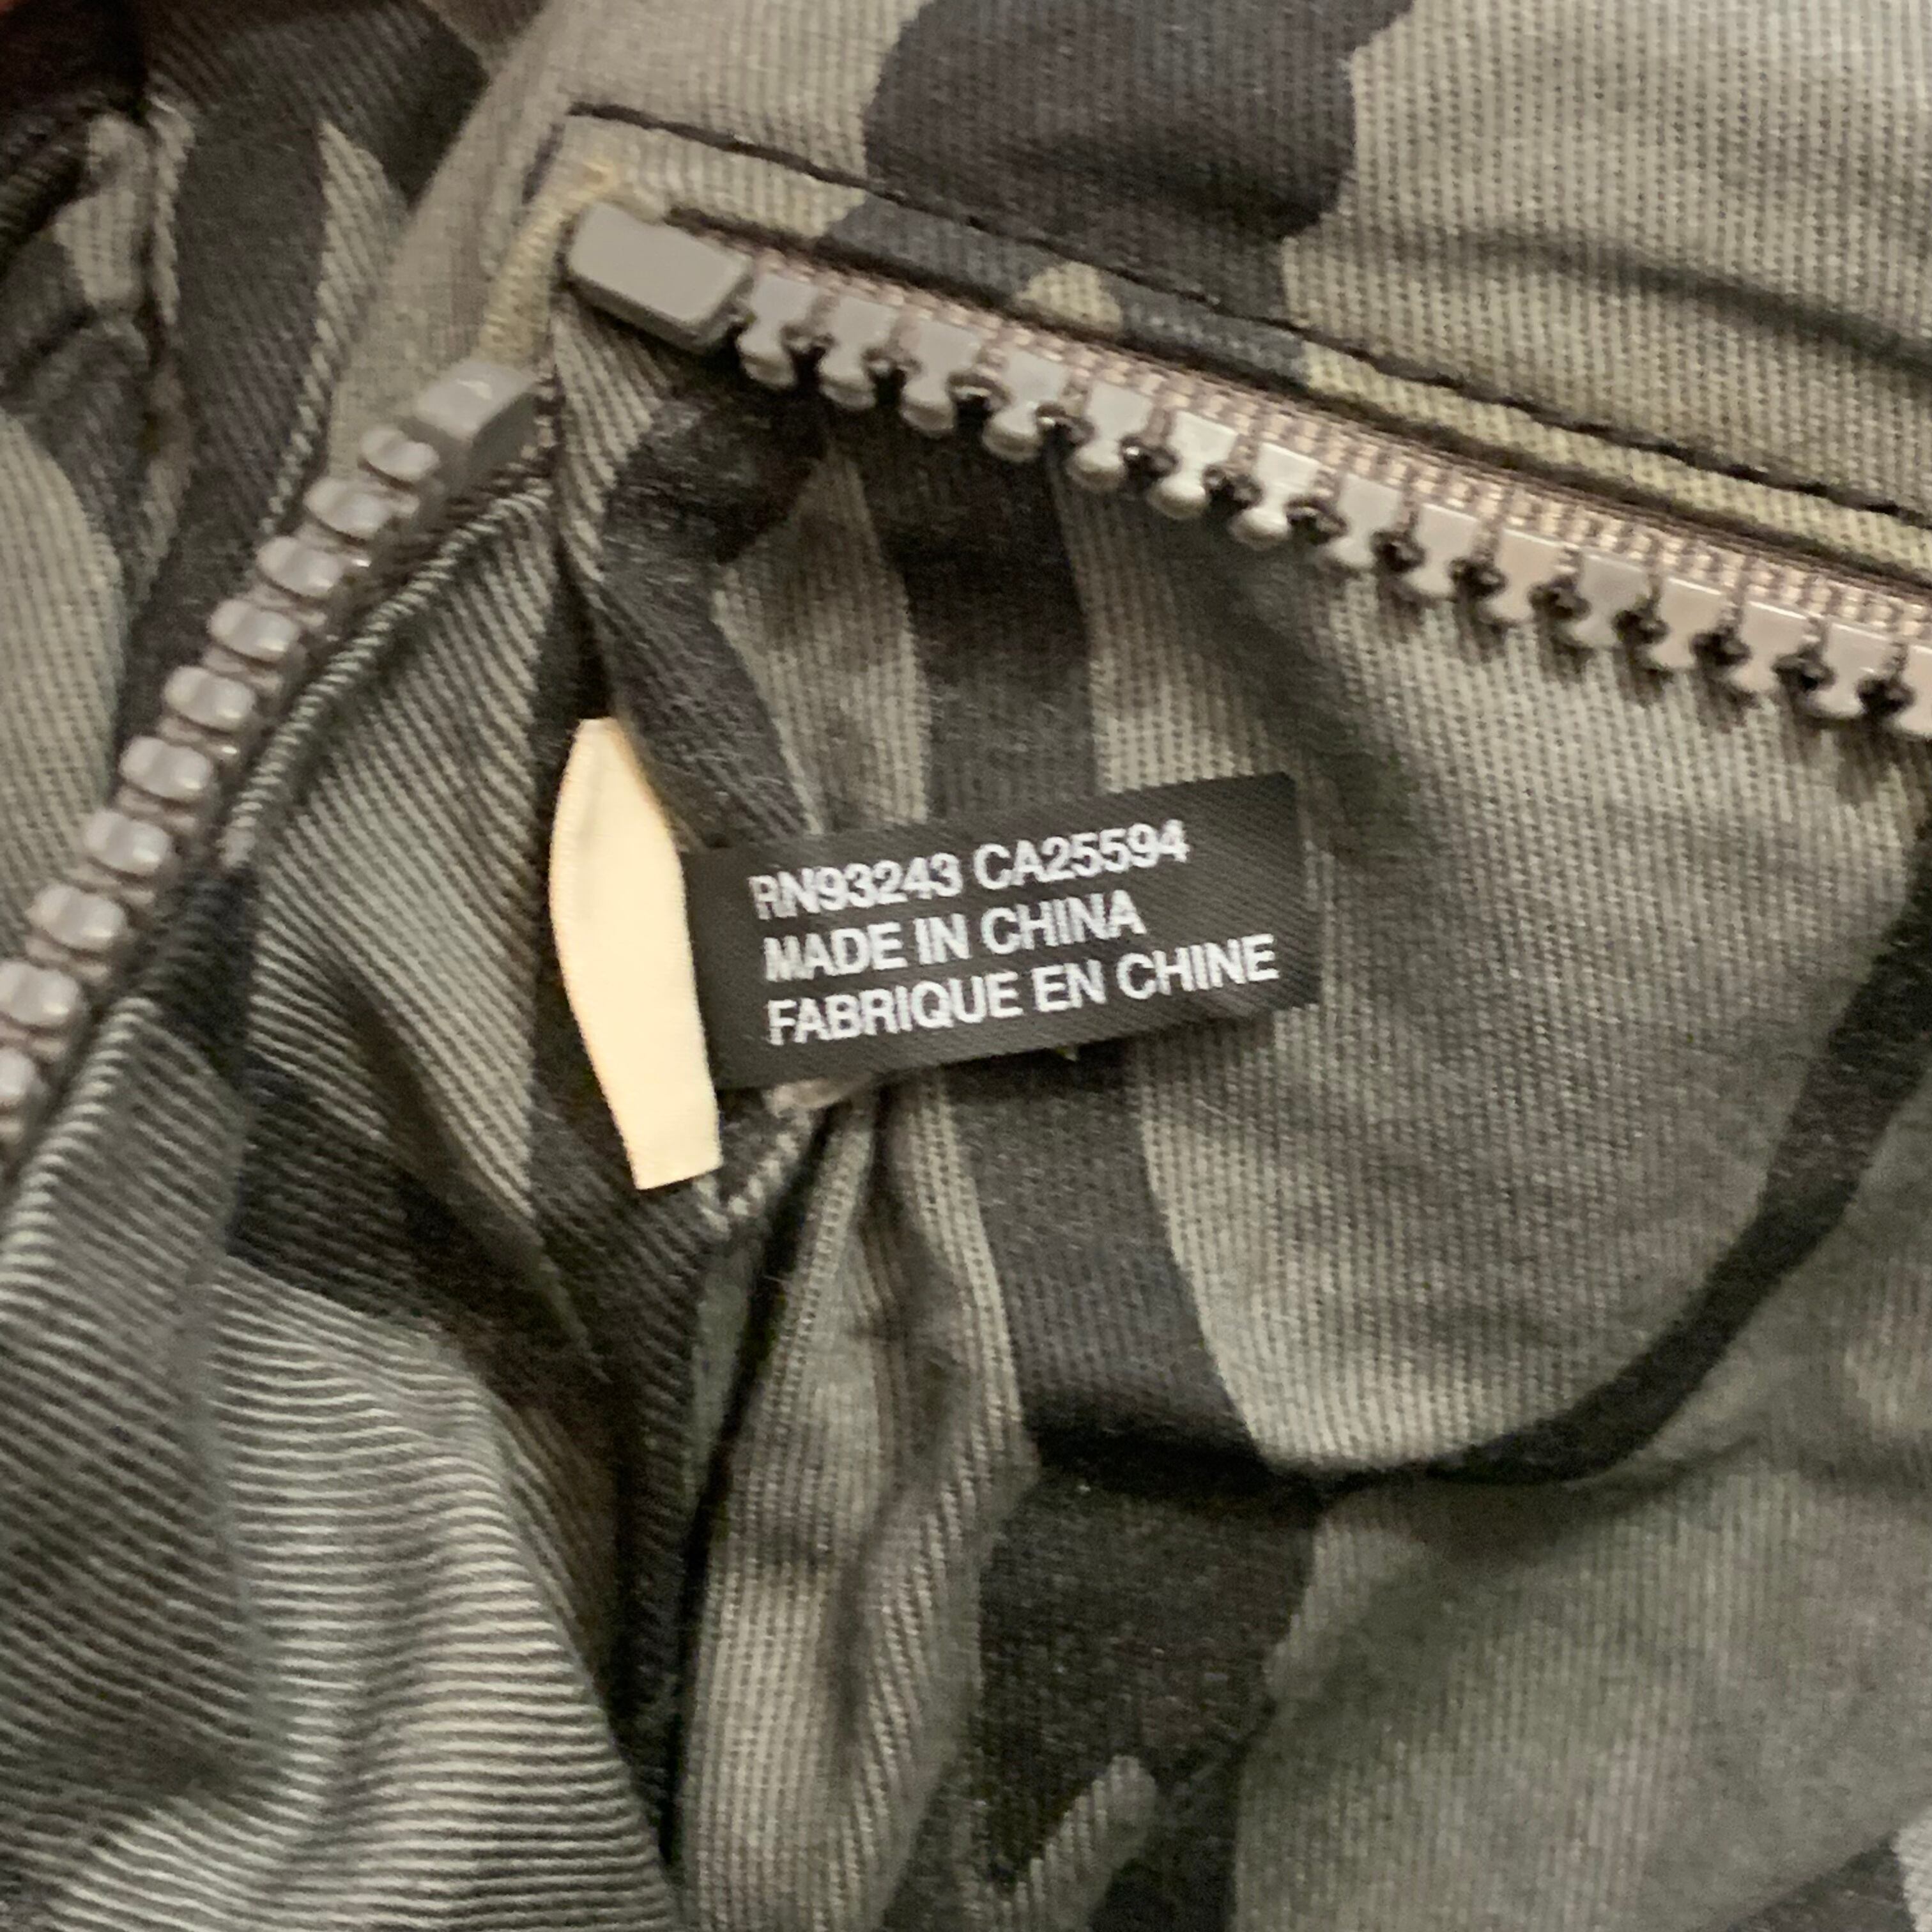 RN93243 CA25594
MADE IN CHINA
FABRIQUE EN CHINE